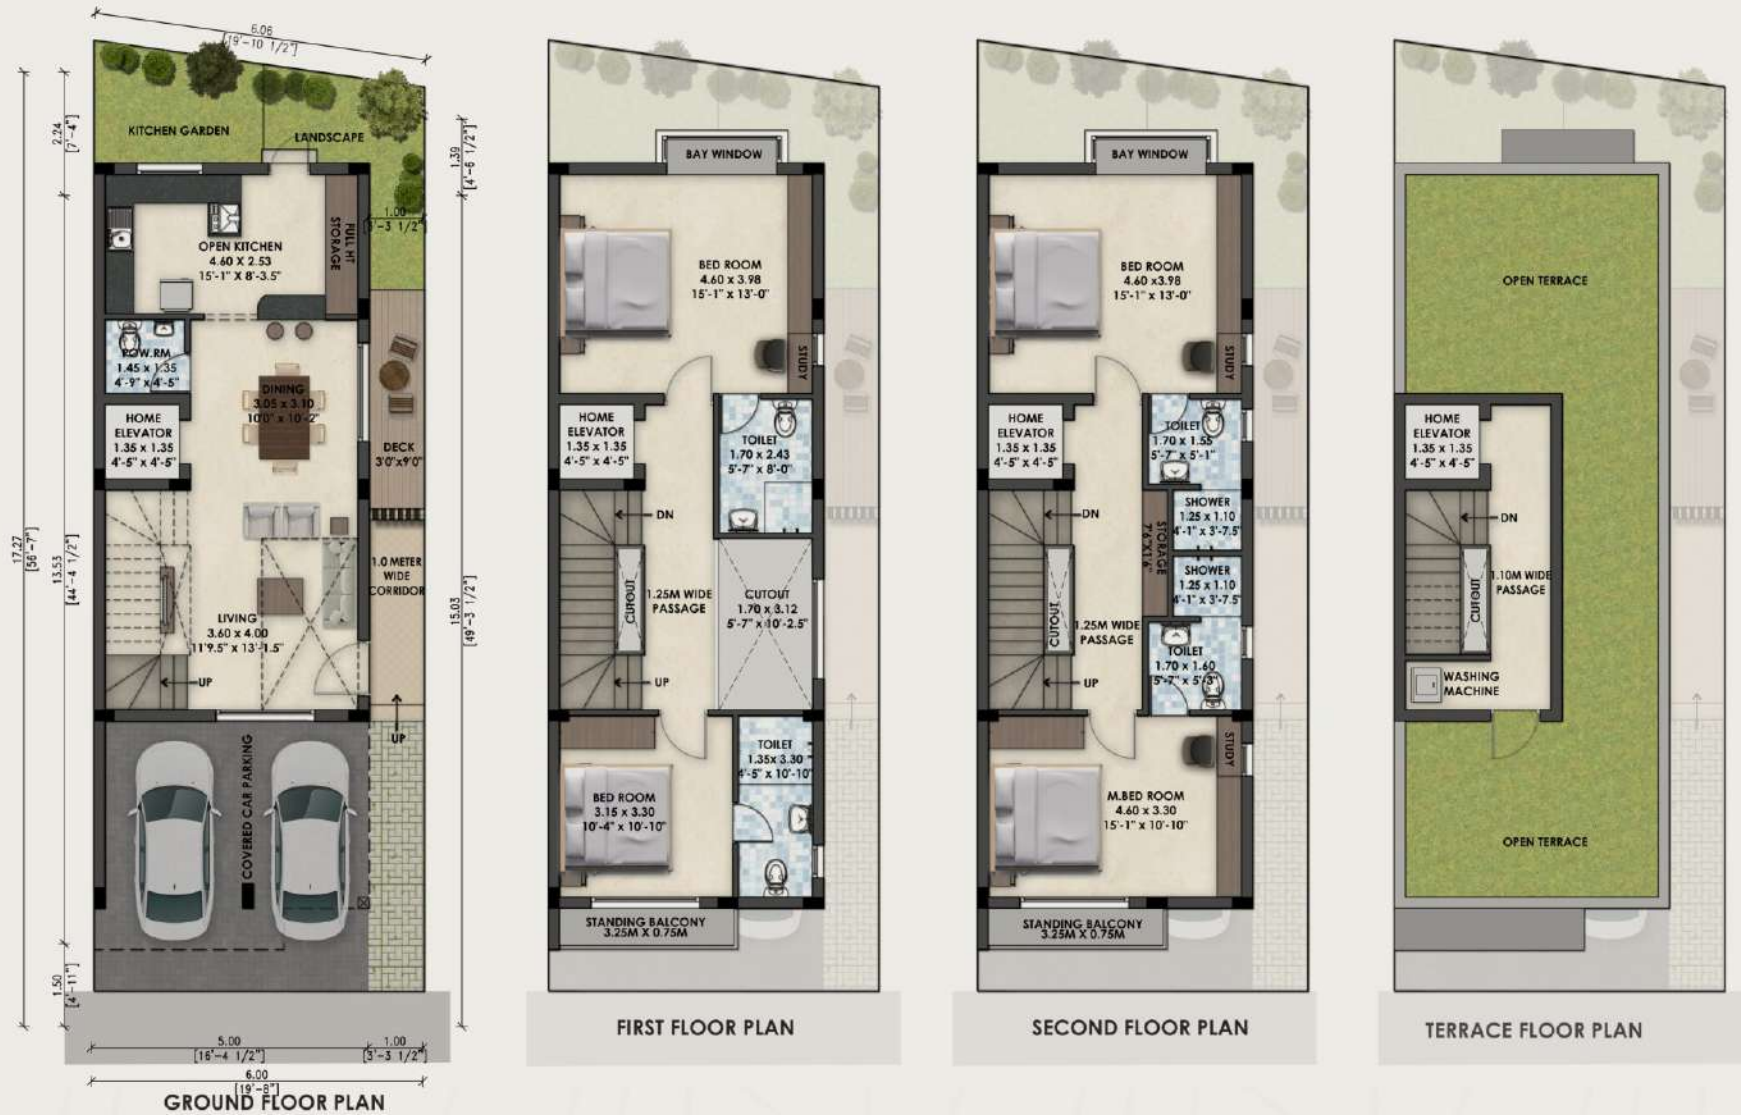 6.06
[19'-10 1/2"]
17.27
[56'-7"]
2.24
[7'-4"]
13.53
[44'-4 1/2"]
1.50
[4'-11"]
1.39
[4'-6 1/2"]
15.03
[49'-3 1/2"]
KITCHEN GARDEN
LANDSCAPE
1.00
3'-3 1/2"]
OPEN KITCHEN
4.60 X 2.53
15'-1" X 8'-3.5"
FULL HT
STORAGE
POW.RM
1.45 x 1.35
4'-9" x 4'-5"
DINING
3.05 x 3.10
10'0" x 10'-2"
HOME
ELEVATOR
1.35 x 1.35
4'-5" x 4'-5"
DECK
3'0"x9'0"
1.0 METER
WIDE
CORRIDOR
LIVING
3.60 x 4.00
11'9.5" x 13'-1.5"
UP
UP
COVERED CAR PARKING
5.00
[16'-4 1/2"]
1.00
[3'-3 1/2"]
6.00
[19'-8"]
GROUND FLOOR PLAN
BAY WINDOW
BED ROOM
4.60 x 3.98
15'-1" x 13'-0"
STUDY
HOME
ELEVATOR
1.35 x 1.35
4'-5" x 4'-5"
TOILET
1.70 x 2.43
5'-7" x 8'-0"
DN
CUTOUT
1.25M WIDE
PASSAGE
CUTOUT
1.70 x 3.12
5'-7" x 10'-2.5"
UP
TOILET
1.35x 3.30
4'-5" x 10'-10"
BED ROOM
3.15 x 3.30
10'-4" x 10'-10"
STANDING BALCONY
3.25M X 0.75M
FIRST FLOOR PLAN
BAY WINDOW
BED ROOM
4.60 x3.98
15'-1" x 13'-0"
STUDY
HOME
ELEVATOR
1.35 x 1.35
4'-5" x 4'-5"
TOILET
1.70 x 1.55
5'-7" x 5'-1"
DN
SHOWER
1.25 x 1.10
4'-1" x 3'-7.5"
STORAGE
7'6"X1'6"
SHOWER
1.25 x 1.10
4'-1" x 3'-7.5"
CUTOUT
1.25M WIDE
PASSAGE
TOILET
1.70 x 1.60
5'-7" x 5'-3"
UP
STUDY
M.BED ROOM
4.60 x 3.30
15'-1" x 10'-10"
STANDING BALCONY
3.25M X 0.75M
SECOND FLOOR PLAN
OPEN TERRACE
HOME
ELEVATOR
1.35 x 1.35
4'-5" x 4'-5"
DN
CUTOUT
1.10M WIDE
PASSAGE
WASHING
MACHINE
OPEN TERRACE
TERRACE FLOOR PLAN